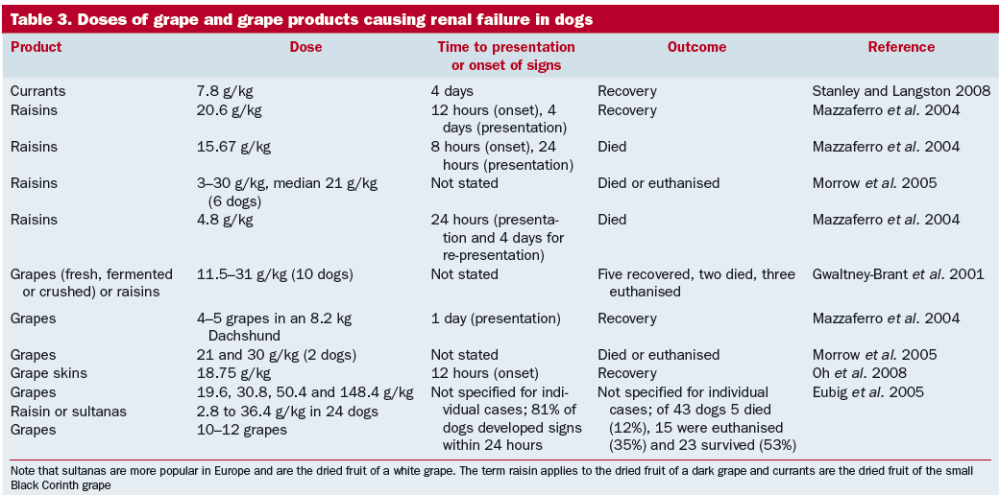 Table 3. Doses of grape and grape products causing renal failure in dogs
Product Dose Time to presentation Outcome Reference
or onset of signs
Currants 7.8 g/kg 4 days Recovery Stanley and Langston 2008
Raisins 20.6 g/kg 12 hours (onset), 4 Recovery Mazzaferro et al. 2004
days (presentation)
Raisins 15.67 g/kg 8 hours (onset), 24 Died Mazzaferro et al. 2004
hours (presentation)
Raisins 3–30 g/kg, median 21 g/kg Not stated Died or euthanised Morrow et al. 2005
(6 dogs)
Raisins 4.8 g/kg 24 hours (presenta- Died Mazzaferro et al. 2004
tion and 4 days for
re-presentation)
Grapes (fresh, fermented 11.5–31 g/kg (10 dogs) Not stated Five recovered, two died, three Gwaltney-Brant et al. 2001
or crushed) or raisins euthanised
Grapes 4–5 grapes in an 8.2 kg 1 day (presentation) Recovery Mazzaferro et al. 2004
Dachshund
Grapes 21 and 30 g/kg (2 dogs) Not stated Died or euthanised Morrow et al. 2005
Grape skins 18.75 g/kg 12 hours (onset) Recovery Oh et al. 2008
Grapes 19.6, 30.8, 50.4 and 148.4 g/kg Not specified for indi- Not specified for individual Eubig et al. 2005
Raisin or sultanas 2.8 to 36.4 g/kg in 24 dogs vidual cases; 81% of cases; of 43 dogs 5 died
Grapes 10–12 grapes dogs developed signs (12%), 15 were euthanised
within 24 hours (35%) and 23 survived (53%)
Note that sultanas are more popular in Europe and are the dried fruit of a white grape. The term raisin applies to the dried fruit of a dark grape and currants are the dried fruit of the small
Black Corinth grape